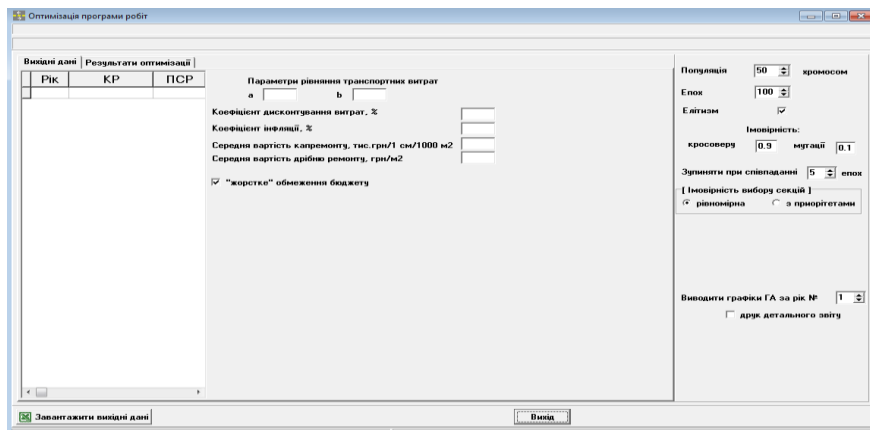 Оптимізація програми робіт
Вихідні дані Результати оптимізації
Рік КР ПСР
Параметри рівняння транспортних витрат
a b
Коефіцієнт дисконтування витрат, %
Коефіцієнт інфляції, %
Середня вартість капремонту, тис.грн/1 см/1000 м2
Середня вартість дрібно ремонту, грн/м2
"жорстке" обмеження бюджету
Популяція 50 хромосом
Епох 100
Елітизм
Імовірність:
кросоверу 0.9 мутації 0.1
Зупиняти при співпаданні 5 епох
[ Імовірність вибору секцій ]
рівномірна з приорітетами
Виводити графіки ГА за рік № 1
друк детального звіту
Завантажити вихідні дані Вихід